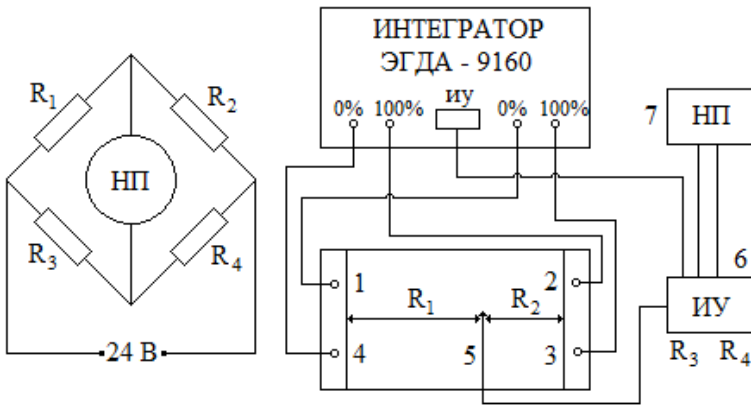 ИНТЕГРАТОР
ЭГДА - 9160
0% 100% иу 0% 100%
R1 R2
НП
R3 R4
24 В
7 НП
1 R1 R2 2
4 5 3
6
ИУ
R3 R4